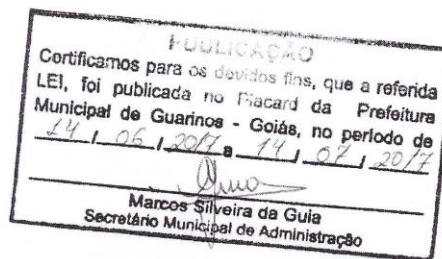 PUBLICAÇÃO
Certificamos para os devidos fins, que a referida
LEI, foi publicada no Placard da Prefeitura
Municipal de Guarinos - Goiás, no período de
14 / 06 / 2017 a 14 / 07 / 2017
Marcos Silveira da Guia
Secretário Municipal de Administração